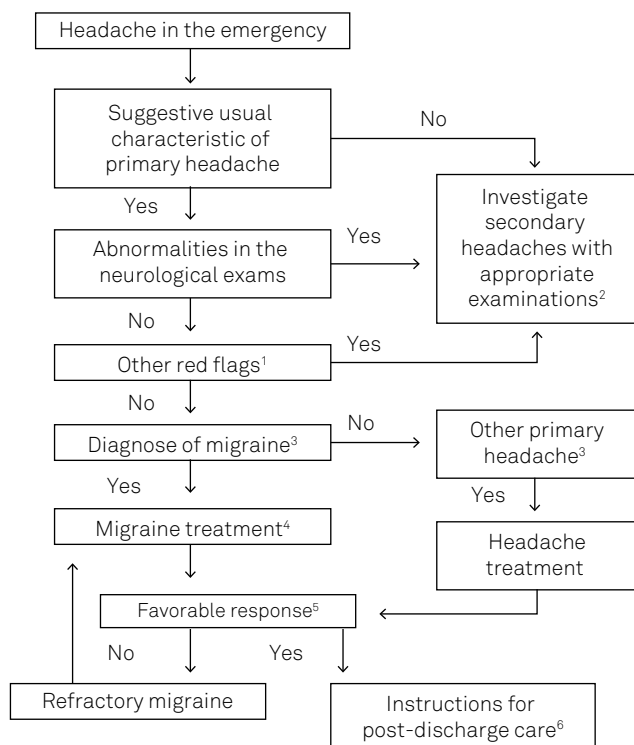 Headache in the emergency
Suggestive usual
characteristic of
primary headache
No
Yes
Investigate
secondary
headaches with
appropriate
examinations²
Abnormalities in the
neurological exams
Yes
No
Other red flags¹
Yes
No
Diagnose of migraine³
No
Other primary
headache³
Yes
Yes
Migraine treatment⁴
Headache
treatment
Favorable response⁵
No
Yes
Refractory migraine
Instructions for
post-discharge care⁶